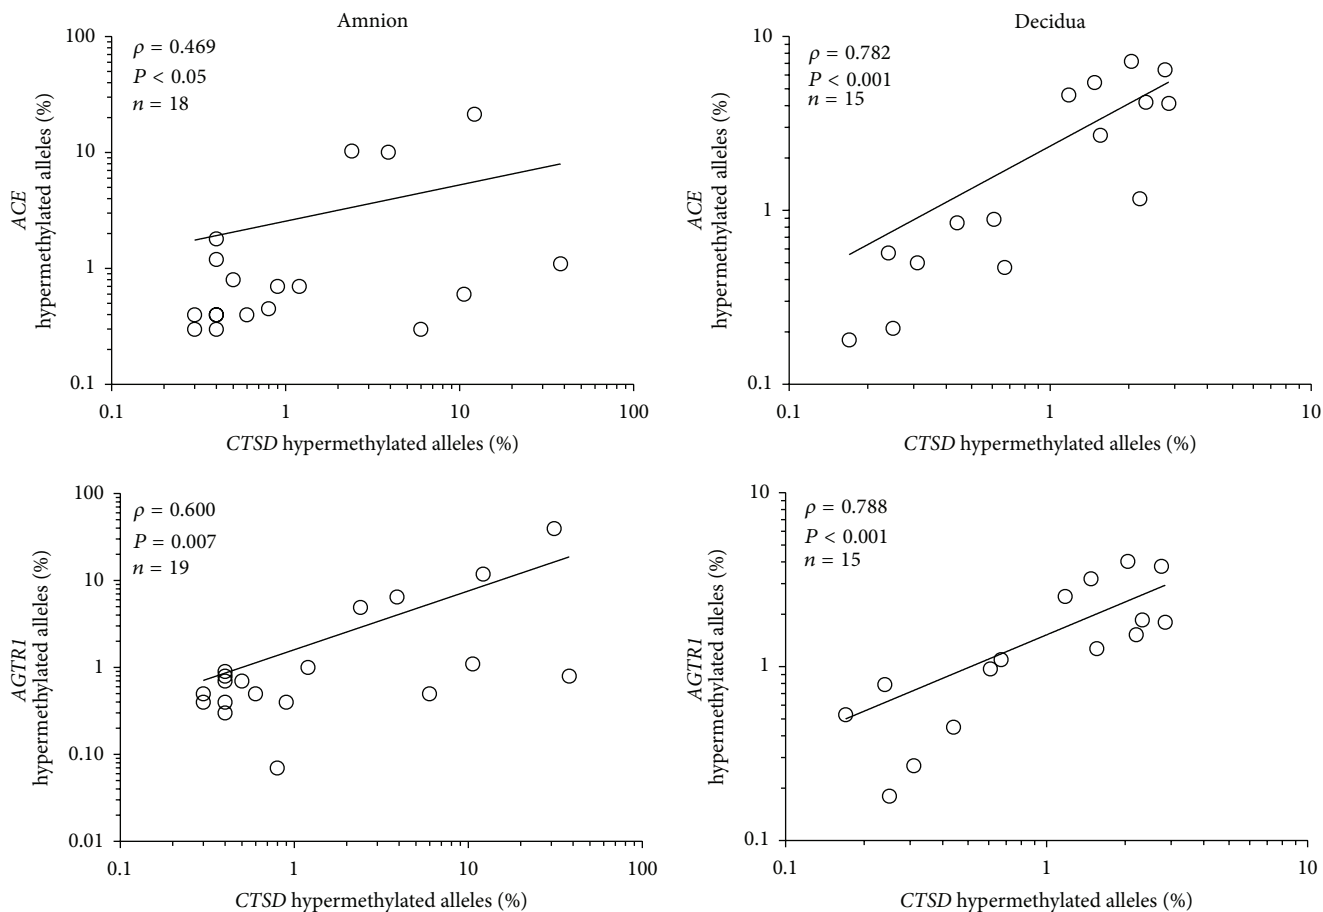 Amnion
ρ = 0.469
P < 0.05
n = 18
100
10
1
0.1
ACE
hypermethylated alleles (%)
0.1
1
10
100
CTSD hypermethylated alleles (%)
Decidua
ρ = 0.782
P < 0.001
n = 15
10
1
0.1
ACE
hypermethylated alleles (%)
0.1
1
10
CTSD hypermethylated alleles (%)
ρ = 0.600
P = 0.007
n = 19
100
10
1
0.10
0.01
AGTR1
hypermethylated alleles (%)
0.1
1
10
100
CTSD hypermethylated alleles (%)
ρ = 0.788
P < 0.001
n = 15
10
1
0.1
AGTR1
hypermethylated alleles (%)
0.1
1
10
CTSD hypermethylated alleles (%)